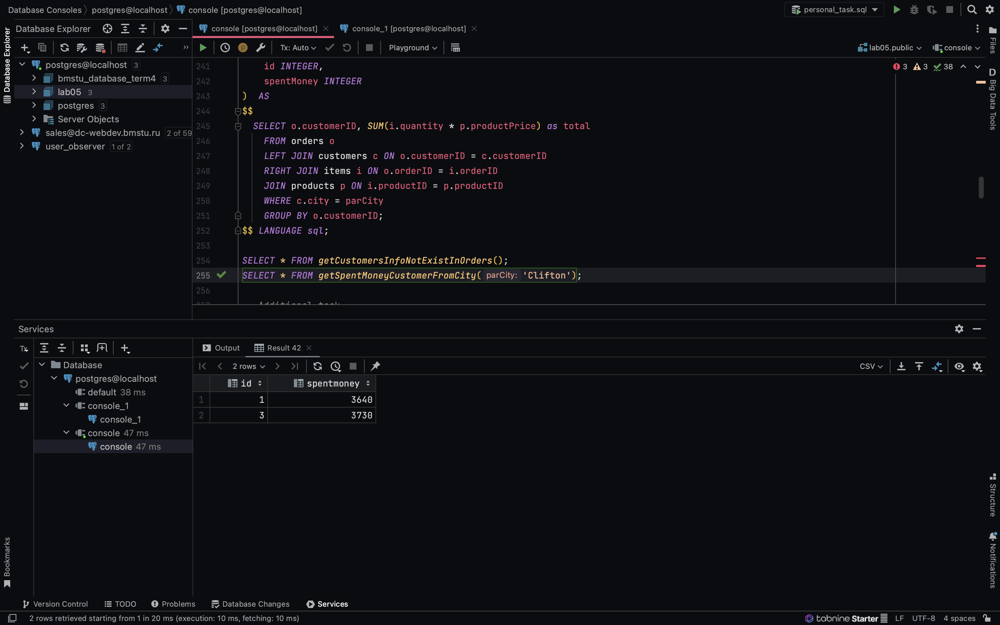 Database Consoles postgres@localhost console [postgres@localhost]
personal_task.sql
Database Explorer
console [postgres@localhost]
console_1 [postgres@localhost]
Tx: Auto
Playground
lab05.public
console
postgres@localhost 3
bmstu_database_term4 3
lab05 3
postgres 3
Server Objects
sales@dc-webdev.bmstu.ru 2 of 59
user_observer 1 of 2
3 3 38
241 id INTEGER,
242 spentMoney INTEGER
243 ) AS
244 $$
245 SELECT o.customerID, SUM(i.quantity * p.productPrice) as total
246 FROM orders o
247 LEFT JOIN customers c ON o.customerID = c.customerID
248 RIGHT JOIN items i ON o.orderID = i.orderID
249 JOIN products p ON i.productID = p.productID
250 WHERE c.city = parCity
251 GROUP BY o.customerID;
252 $$ LANGUAGE sql;
253
254 SELECT * FROM getCustomersInfoNotExistInOrders();
255 SELECT * FROM getSpentMoneyCustomerFromCity( parCity: 'Clifton');
256
257 Additional task
Database Explorer
Files
D Big Data Tools
Services
Tx
Output
Result 42
2 rows
CSV
Database
postgres@localhost
default 38 ms
console_1
console_1
console 47 ms
console 47 ms
id spentmoney
1 1 3640
2 3 3730
Structure
Notifications
Bookmarks
Version Control
TODO
Problems
Database Changes
Services
2 rows retrieved starting from 1 in 20 ms (execution: 10 ms, fetching: 10 ms)
tabnine Starter
LF
UTF-8
4 spaces